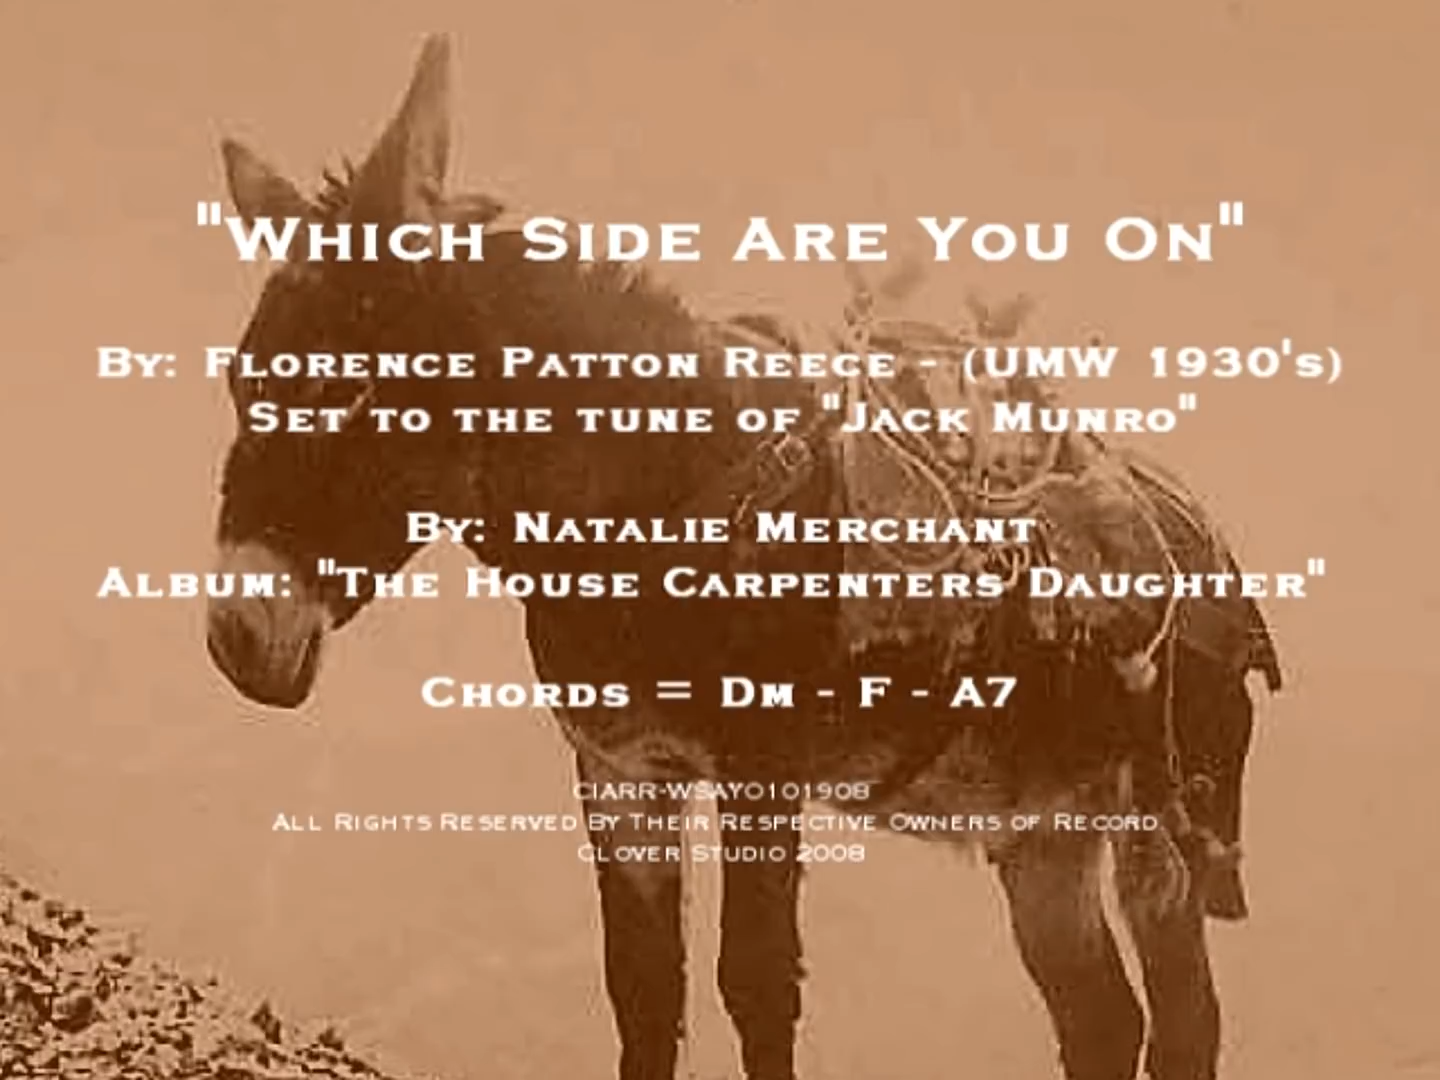 "Which Side Are You On"
By: Florence Patton Reece - (UMW 1930's)
Set to the tune of "Jack Munro"
By: Natalie Merchant
Album: "The House Carpenters Daughter"
Chords = Dm - F - A7
CIARR-WSAYO101908
All Rights Reserved By Their Respective Owners of Record.
Clover Studio 2008